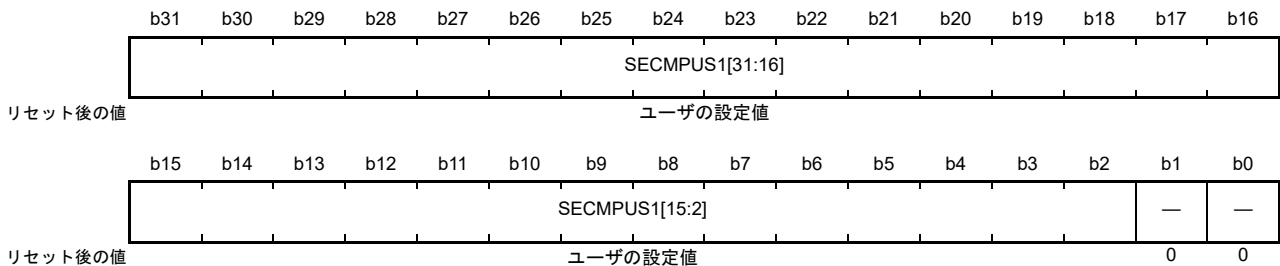 b31 b30 b29 b28 b27 b26 b25 b24 b23 b22 b21 b20 b19 b18 b17 b16
SECMPUS1[31:16]
リセット後の値 ユーザの設定値
b15 b14 b13 b12 b11 b10 b9 b8 b7 b6 b5 b4 b3 b2 b1 b0
SECMPUS1[15:2] — —
リセット後の値 ユーザの設定値 0 0